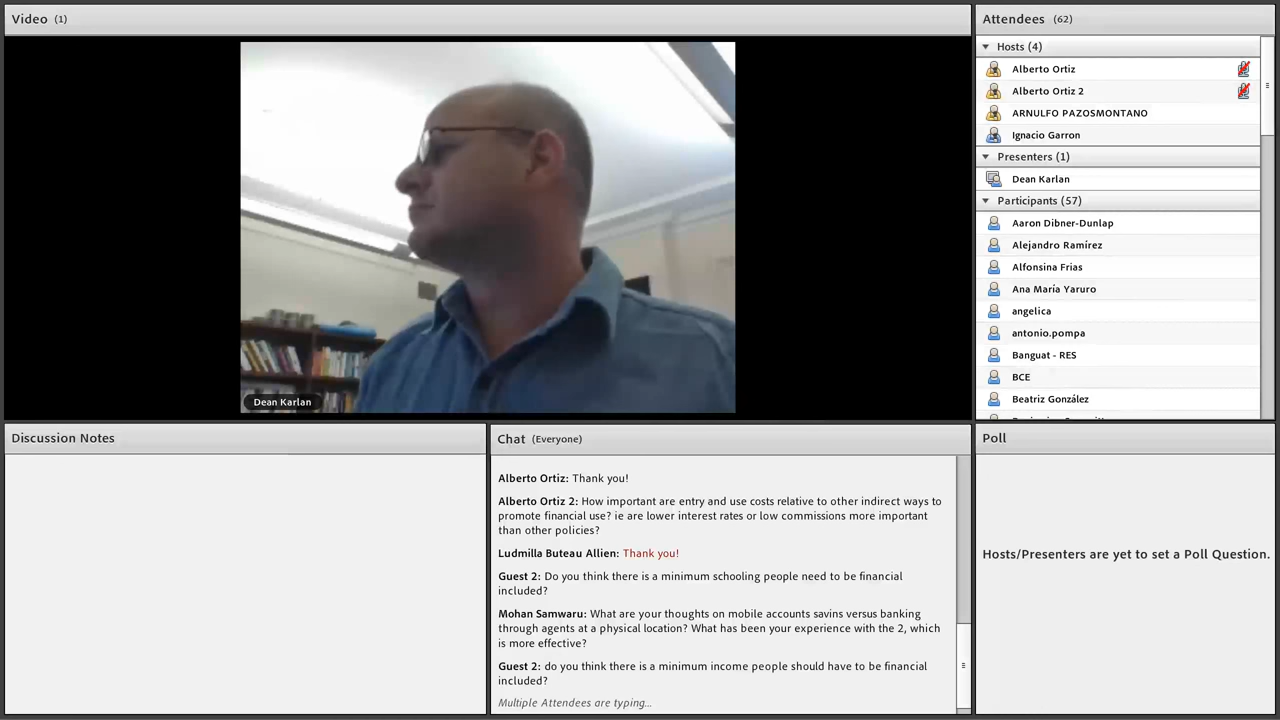 Video (1)
Dean Karlan
Attendees (62)
Hosts (4)
Alberto Ortiz
Alberto Ortiz 2
ARNULFO PAZOSMONTANO
Ignacio Garron
Presenters (1)
Dean Karlan
Participants (57)
Aaron Dibner-Dunlap
Alejandro Ramírez
Alfonsina Frias
Ana María Yaruro
angelica
antonio.pompa
Banguat - RES
BCE
Beatriz González
Discussion Notes
Chat (Everyone)
Alberto Ortiz: Thank you!
Alberto Ortiz 2: How important are entry and use costs relative to other indirect ways to
promote financial use? ie are lower interest rates or low commissions more important
than other policies?
Ludmilla Buteau Allien: Thank you!
Guest 2: Do you think there is a minimum schooling people need to be financial
included?
Mohan Samwaru: What are your thoughts on mobile accounts savins versus banking
through agents at a physical location? What has been your experience with the 2, which
is more effective?
Guest 2: do you think there is a minimum income people should have to be financial
included?
Multiple Attendees are typing...
Poll
Hosts/Presenters are yet to set a Poll Question.